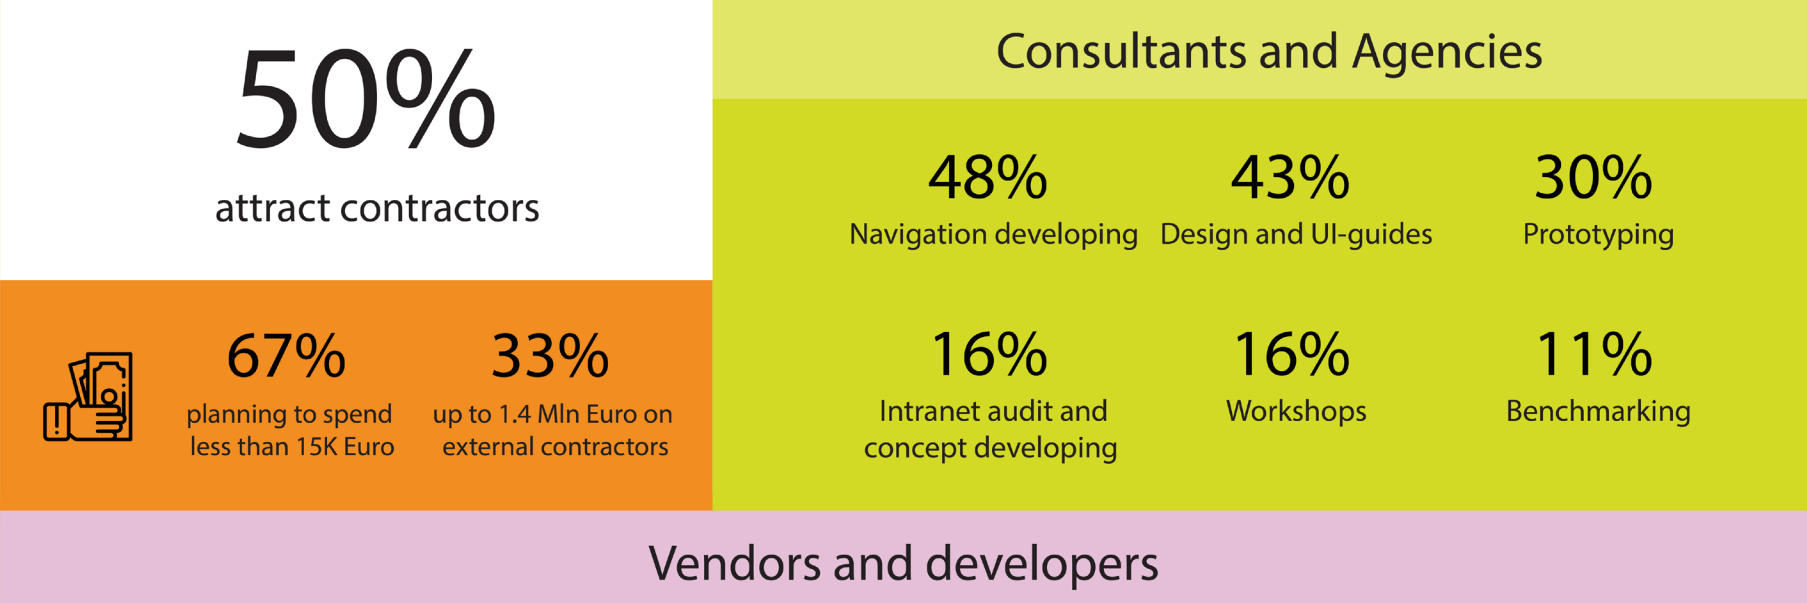 50%
attract contractors
67%
planning to spend
less than 15K Euro
33%
up to 1.4 Mln Euro on
external contractors
Consultants and Agencies
48%
Navigation developing
43%
Design and UI-guides
30%
Prototyping
16%
Intranet audit and
concept developing
16%
Workshops
11%
Benchmarking
Vendors and developers